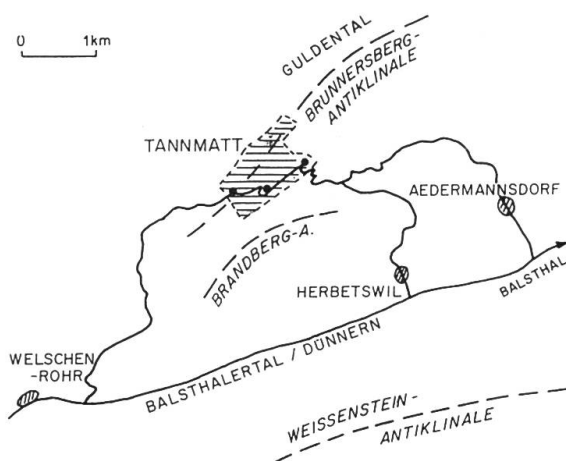 0 1km
GULDENTAL
BRUNNERSBERG-
ANTIKLINALE
TANNMATT
AEDERMANNSDORF
BRANDBERG-A.
HERBETSWIL
BALSTHAL
WELSCHEN-
-ROHR
BALSTHALERTAL / DÜNNERN
WEISSENSTEIN-
ANTIKLINALE